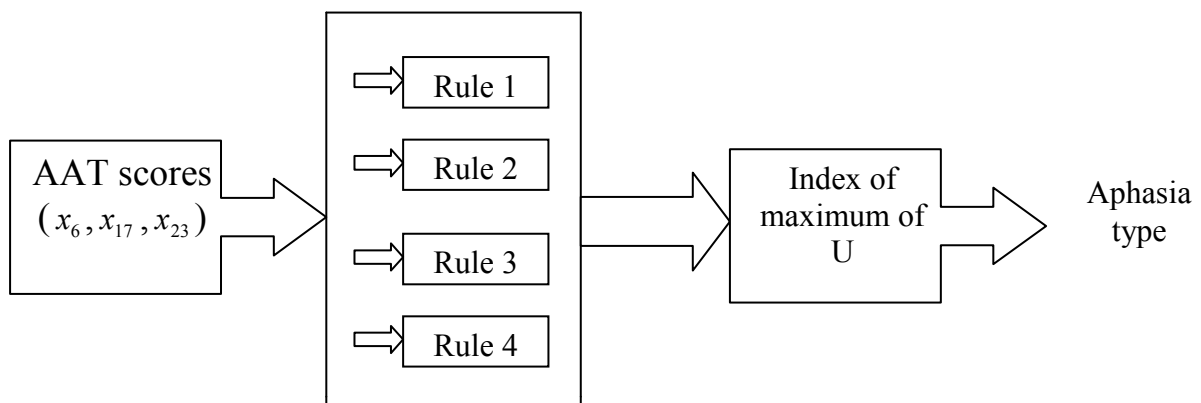 AAT scores
(x₆, x₁₇, x₂₃)
Rule 1
Rule 2
Rule 3
Rule 4
Index of
maximum of
U
Aphasia
type